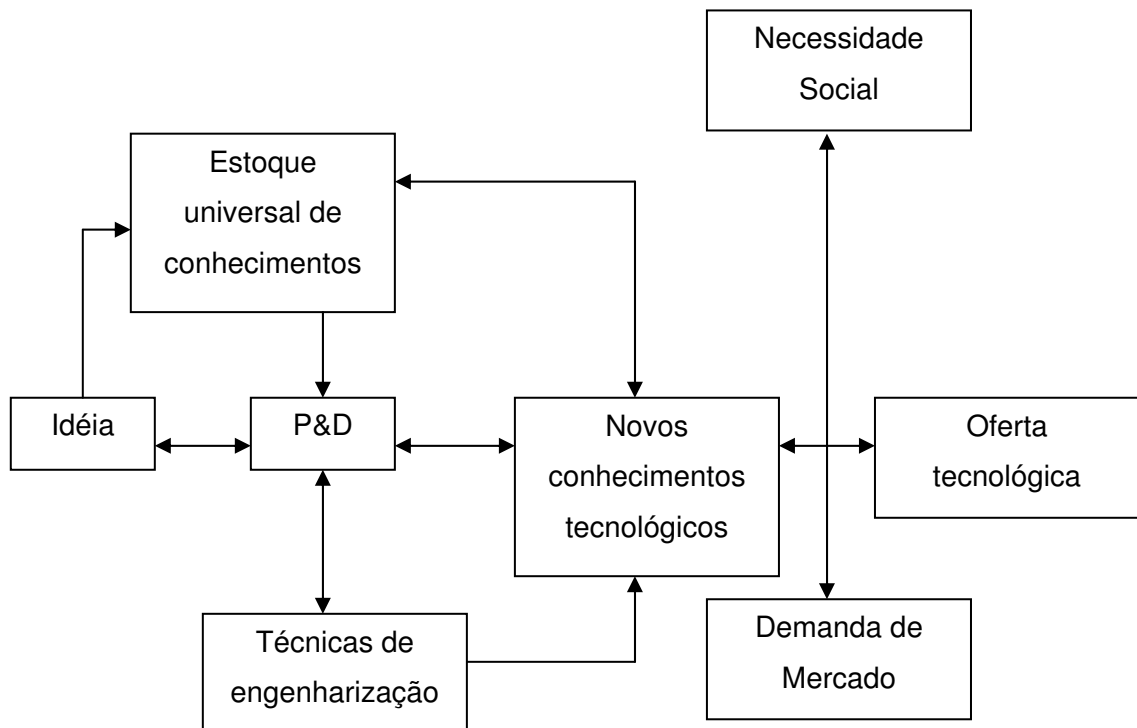 Necessidade
Social
Estoque
universal de
conhecimentos
Idéia
P&D
Novos
conhecimentos
tecnológicos
Oferta
tecnológica
Técnicas de
engenharização
Demanda de
Mercado